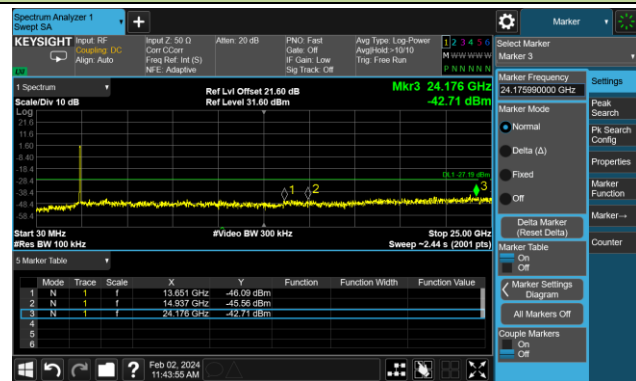 Spectrum Analyzer 1
Swept SA
+
Marker
KEYSIGHT Input: RF Input Z: 50 Ω Atten: 20 dB PNO: Fast Avg Type: Log-Power 1 2 3 4 5 6
Coupling: DC Corr CCorr Gate: Off Avg|Hold:>10/10 M W W W W W
Align: Auto Freq Ref: Int (S) IF Gain: Low Trig: Free Run
NFE: Adaptive Sig Track: Off P N N N N N
Select Marker
Marker 3
1 Spectrum
Ref Lvl Offset 21.60 dB Mkr3 24.176 GHz
Scale/Div 10 dB Ref Level 31.60 dBm -42.71 dBm
Log
21.6
11.6
1.60
-8.40
-18.4
-28.4
-38.4
-48.4
-58.4
DL1 -27.19 dBm
1 2 3
Start 30 MHz #Video BW 300 kHz Stop 25.00 GHz
#Res BW 100 kHz Sweep ~2.44 s (2001 pts)
5 Marker Table
Mode Trace Scale X Y Function Function Width Function Value
1 N 1 f 13.651 GHz -46.09 dBm
2 N 1 f 14.937 GHz -45.56 dBm
3 N 1 f 24.176 GHz -42.71 dBm
4
5
6
Marker Frequency
24.175990000 GHz
Marker Mode
Normal
Delta (Δ)
Fixed
Off
Delta Marker
(Reset Delta)
Marker Table
On
Off
Marker Settings
Diagram
All Markers Off
Couple Markers
On
Off
Settings
Peak
Search
Pk Search
Config
Properties
Marker
Function
Marker→
Counter
?
Feb 02, 2024
11:43:55 AM